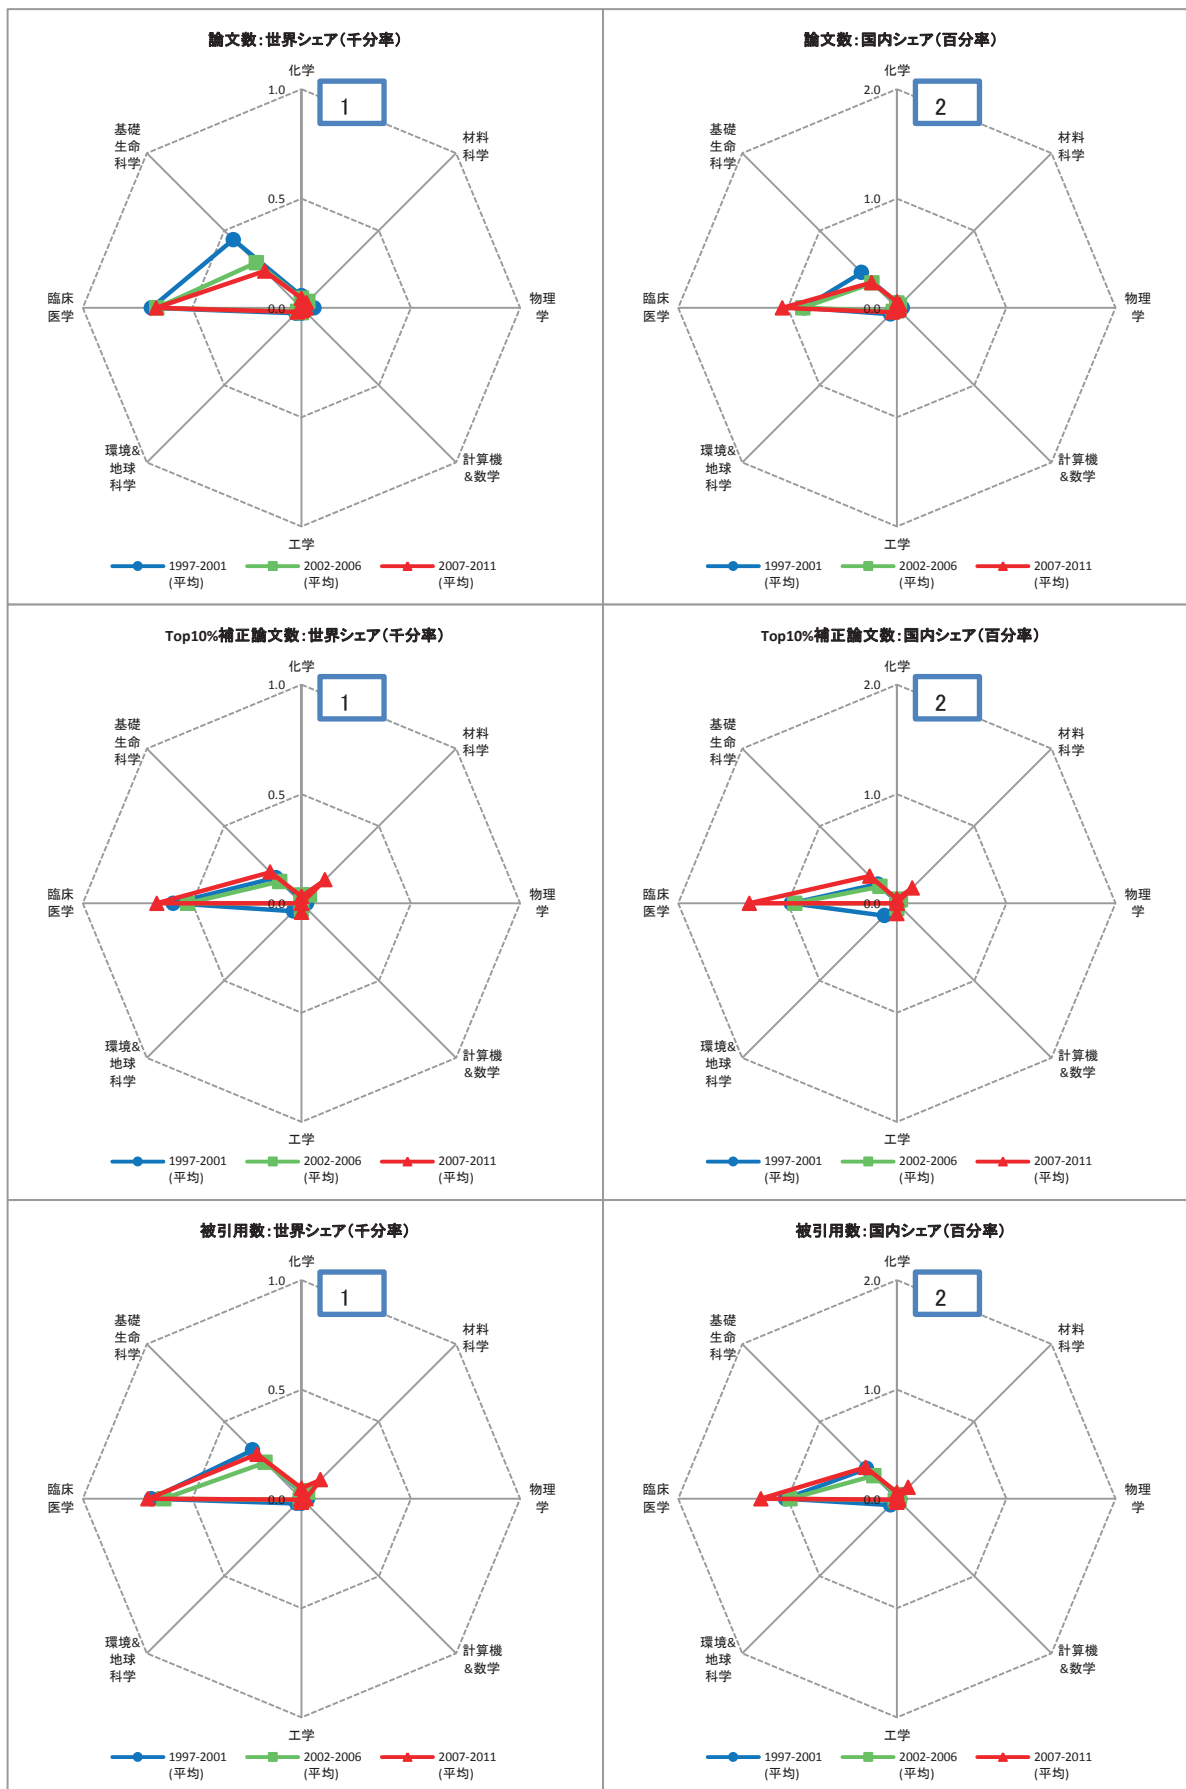 論文数：世界シェア（千分率）
化学
1.0
1
基礎
生命
科学
材料
科学
0.5
臨床
医学
0.0
物理
学
環境&
地球
科学
計算機
&数学
工学
1997-2001
(平均)
2002-2006
(平均)
2007-2011
(平均)
論文数：国内シェア（百分率）
化学
2.0
2
基礎
生命
科学
材料
科学
1.0
臨床
医学
0.0
物理
学
環境&
地球
科学
計算機
&数学
工学
1997-2001
(平均)
2002-2006
(平均)
2007-2011
(平均)
Top10%補正論文数：世界シェア（千分率）
化学
1.0
1
基礎
生命
科学
材料
科学
0.5
臨床
医学
0.0
物理
学
環境&
地球
科学
計算機
&数学
工学
1997-2001
(平均)
2002-2006
(平均)
2007-2011
(平均)
Top10%補正論文数：国内シェア（百分率）
化学
2.0
2
基礎
生命
科学
材料
科学
1.0
臨床
医学
0.0
物理
学
環境&
地球
科学
計算機
&数学
工学
1997-2001
(平均)
2002-2006
(平均)
2007-2011
(平均)
被引用数：世界シェア（千分率）
化学
1.0
1
基礎
生命
科学
材料
科学
0.5
臨床
医学
0.0
物理
学
環境&
地球
科学
計算機
&数学
工学
1997-2001
(平均)
2002-2006
(平均)
2007-2011
(平均)
被引用数：国内シェア（百分率）
化学
2.0
2
基礎
生命
科学
材料
科学
1.0
臨床
医学
0.0
物理
学
環境&
地球
科学
計算機
&数学
工学
1997-2001
(平均)
2002-2006
(平均)
2007-2011
(平均)